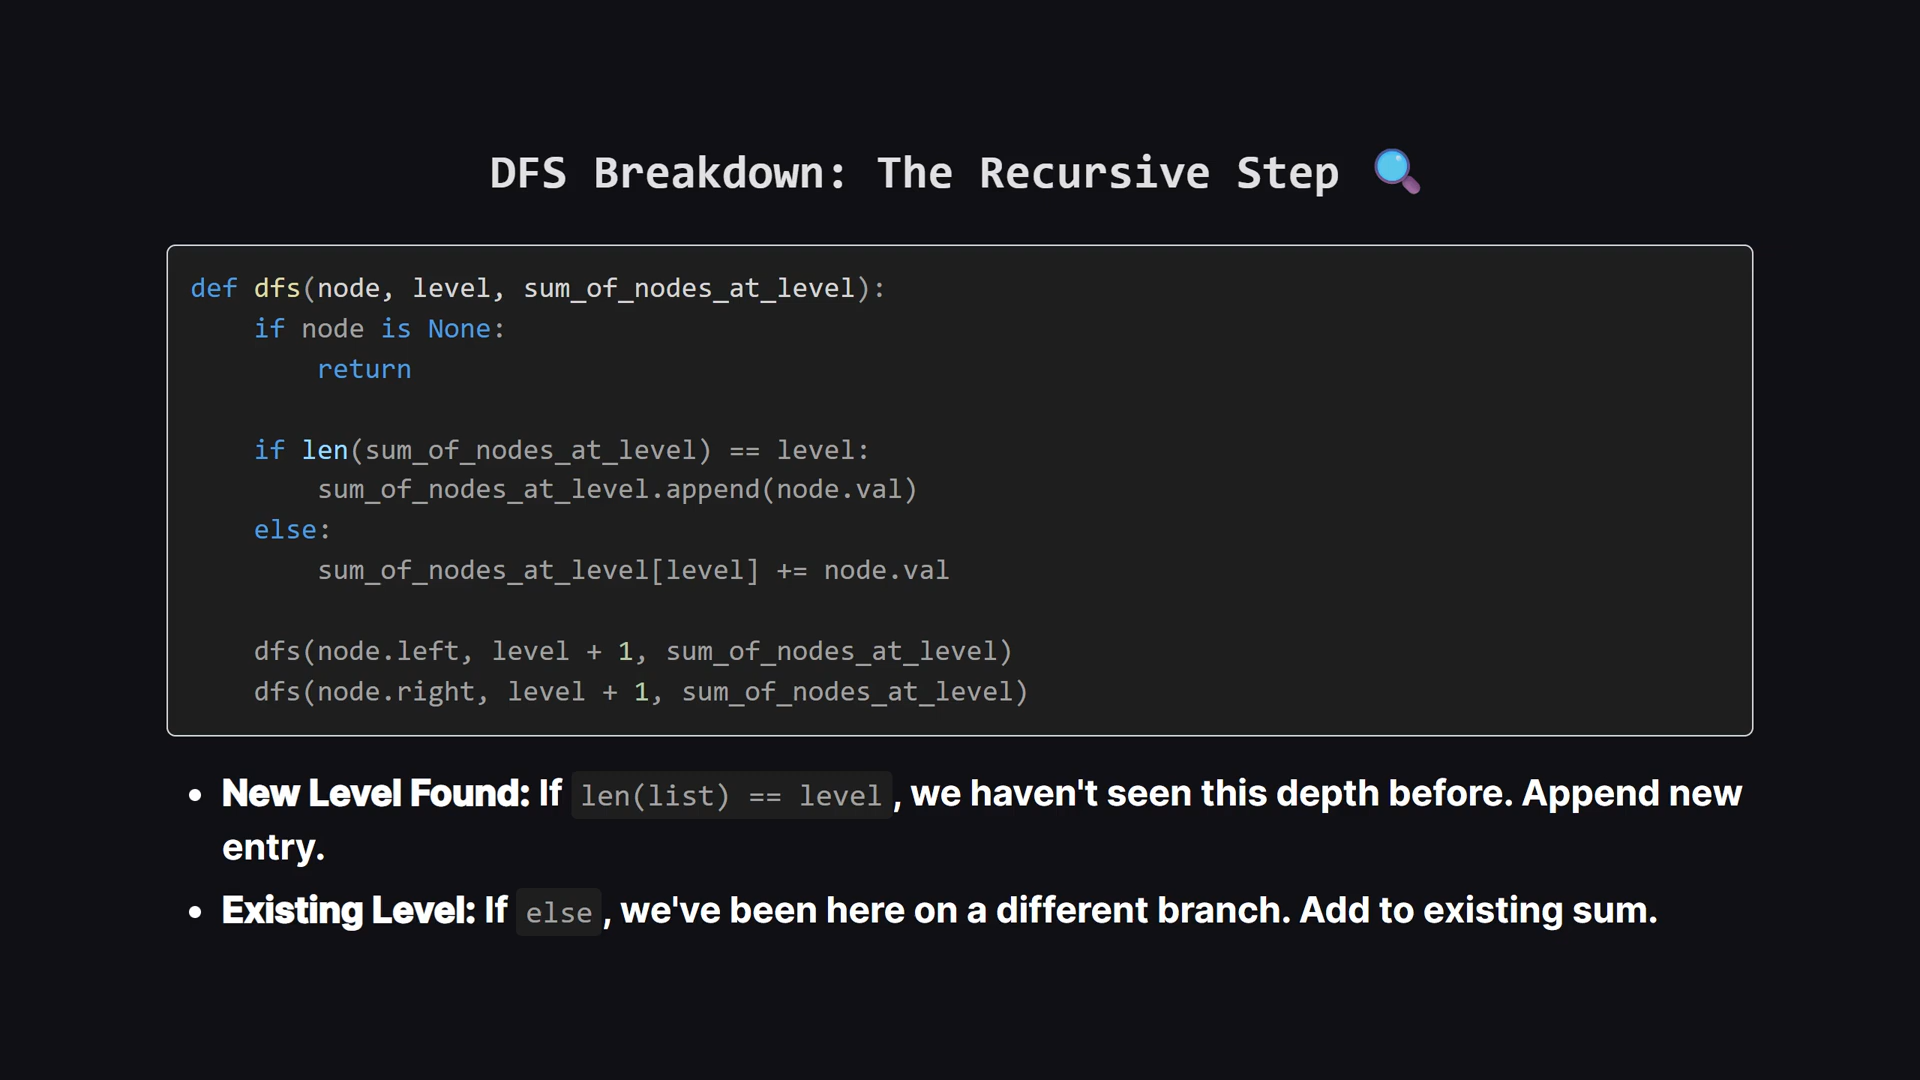 DFS Breakdown: The Recursive Step 🔍
def dfs(node, level, sum_of_nodes_at_level):
    if node is None:
        return
    if len(sum_of_nodes_at_level) == level:
        sum_of_nodes_at_level.append(node.val)
    else:
        sum_of_nodes_at_level[level] += node.val
    dfs(node.left, level + 1, sum_of_nodes_at_level)
    dfs(node.right, level + 1, sum_of_nodes_at_level)
• New Level Found: If len(list) == level, we haven't seen this depth before. Append new
entry.
• Existing Level: If else, we've been here on a different branch. Add to existing sum.